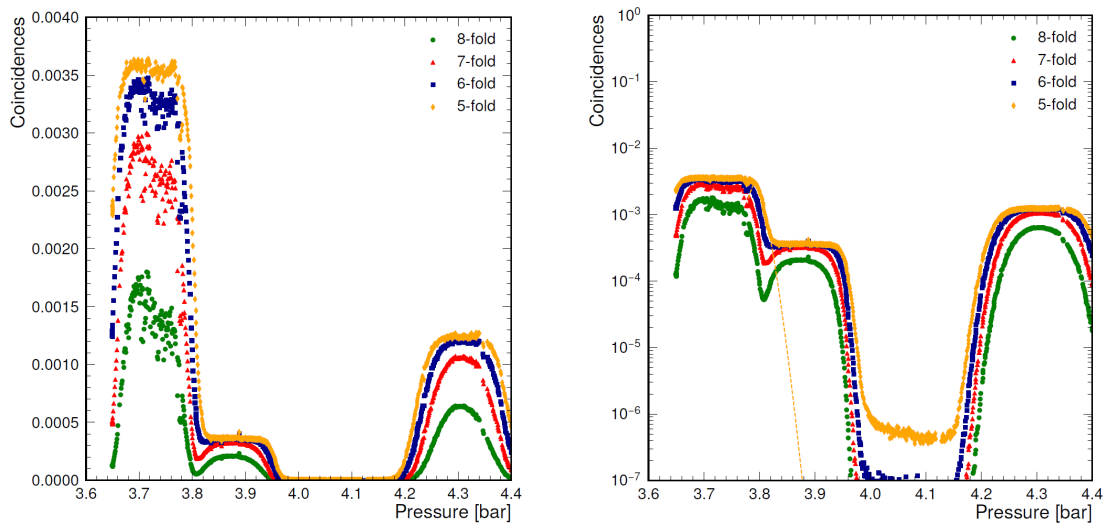 Coincidences
0.0040
0.0035
0.0030
0.0025
0.0020
0.0015
0.0010
0.0005
0.0000
8-fold
7-fold
6-fold
5-fold
3.6 3.7 3.8 3.9 4.0 4.1 4.2 4.3 4.4
Pressure [bar]
Coincidences
10⁰
10⁻¹
10⁻²
10⁻³
10⁻⁴
10⁻⁵
10⁻⁶
10⁻⁷
8-fold
7-fold
6-fold
5-fold
3.6 3.7 3.8 3.9 4.0 4.1 4.2 4.3 4.4
Pressure [bar]